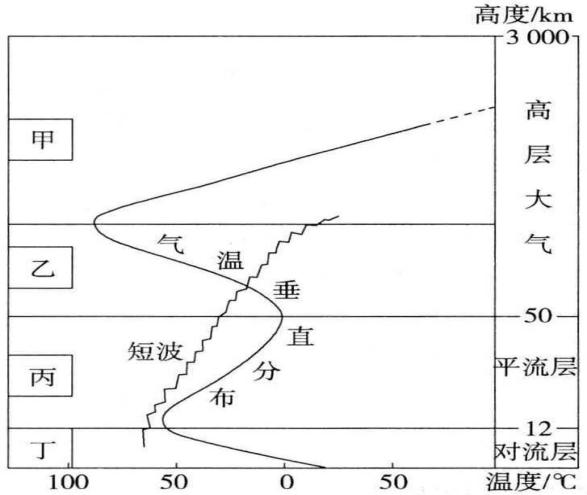 高度/km
3 000
甲
高层大气
乙
气温垂直分布
50
短波
丙
平流层
12
丁
对流层
100 50 0 50 温度/℃